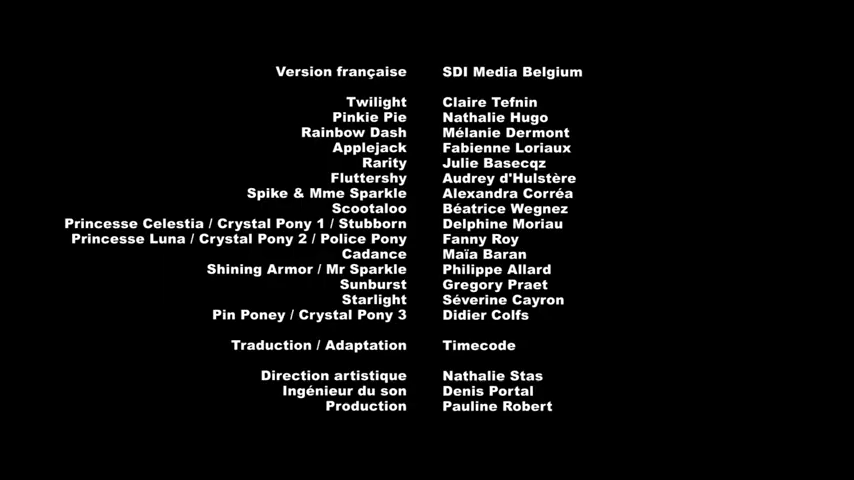 Version française SDI Media Belgium
Twilight Claire Tefnin
Pinkie Pie Nathalie Hugo
Rainbow Dash Mélanie Dermont
Applejack Fabienne Loriaux
Rarity Julie Basecqz
Fluttershy Audrey d'Hulstère
Spike & Mme Sparkle Alexandra Corréa
Scootaloo Béatrice Wegnez
Princesse Celestia / Crystal Pony 1 / Stubborn Delphine Moriau
Princesse Luna / Crystal Pony 2 / Police Pony Fanny Roy
Cadance Maïa Baran
Shining Armor / Mr Sparkle Philippe Allard
Sunburst Gregory Praet
Starlight Séverine Cayron
Pin Poney / Crystal Pony 3 Didier Colfs
Traduction / Adaptation Timecode
Direction artistique Nathalie Stas
Ingénieur du son Denis Portal
Production Pauline Robert